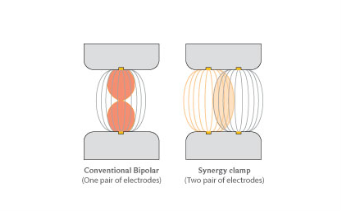 Conventional Bipolar
(One pair of electrodes)
Synergy clamp
(Two pair of electrodes)